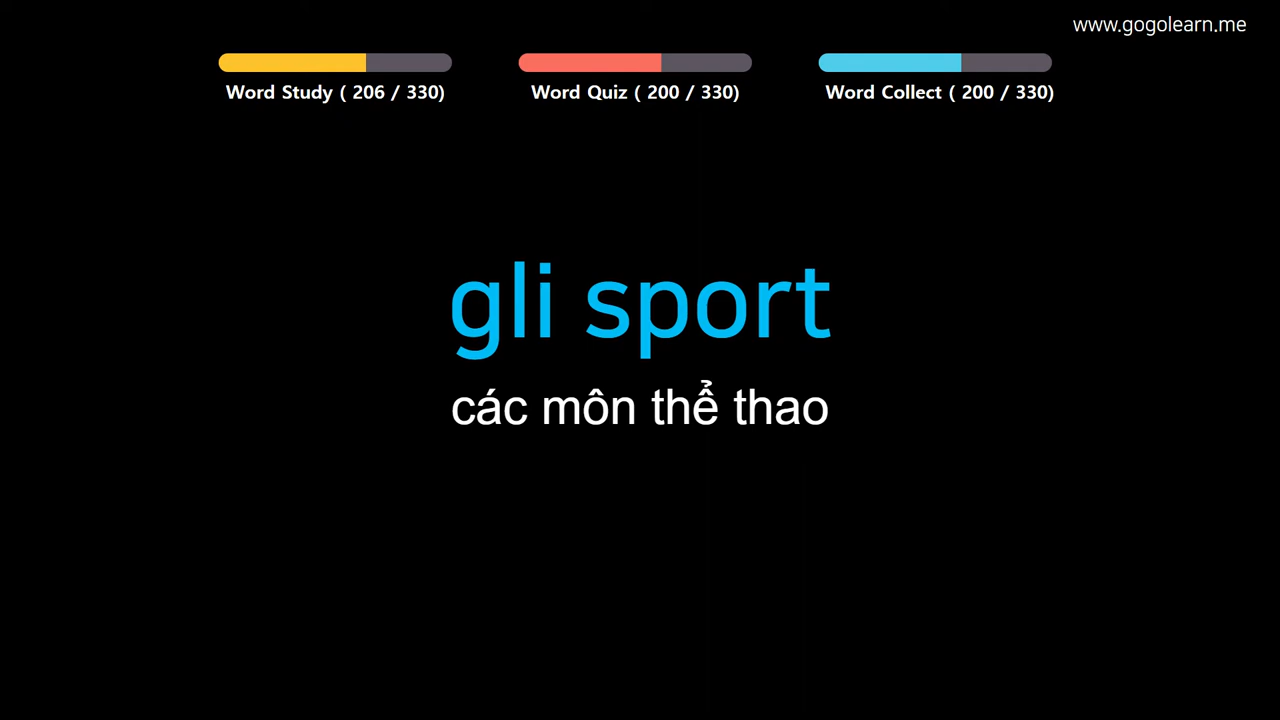 www.gogolearn.me
Word Study ( 206 / 330)
Word Quiz ( 200 / 330)
Word Collect ( 200 / 330)
gli sport
các môn thể thao